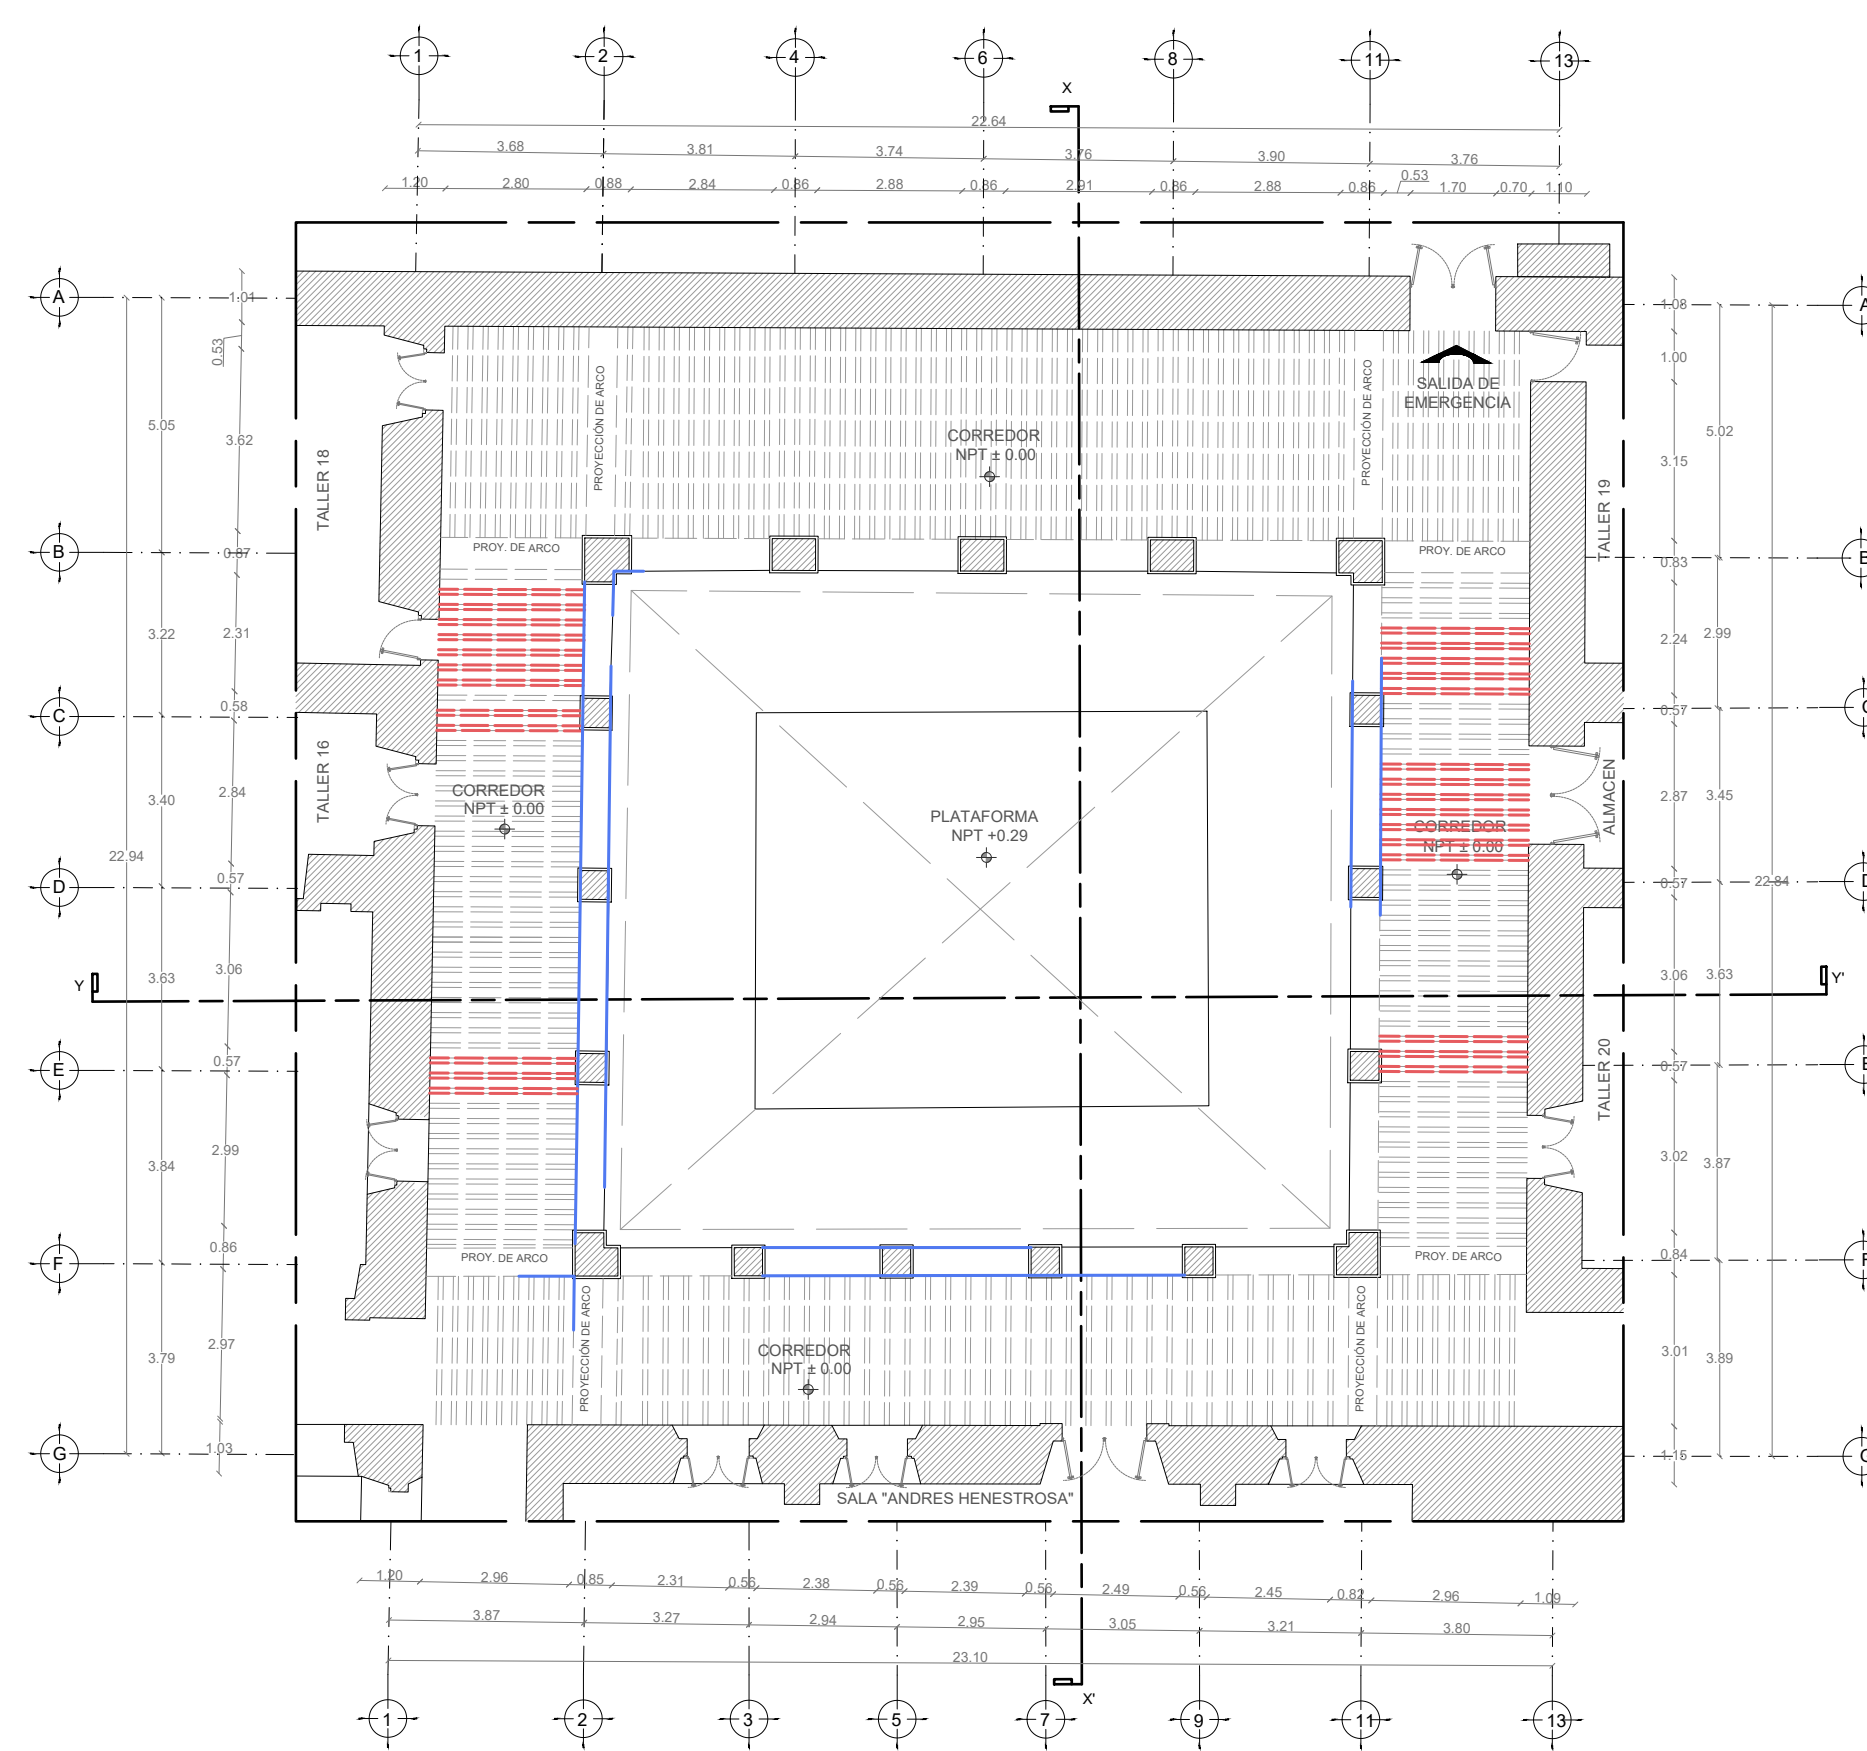 1 2 4 6 8 11 13
X
22.64
3.68 3.81 3.74 3.76 3.90 3.76
1.20 2.80 0.88 2.84 0.86 2.88 0.86 2.91 0.86 2.88 0.86 0.53 1.70 0.70 1.10
A
1.01
1.08
0.53
1.00
SALIDA DE
EMERGENCIA
PROYECCIÓN DE ARCO
PROYECCIÓN DE ARCO
5.05
3.62
CORREDOR
NPT ± 0.00
5.02
3.15
TALLER 18
TALLER 19
B
0.87
PROY. DE ARCO
PROY. DE ARCO
0.83
3.22
2.31
2.24
2.99
C
0.58
0.57
TALLER 16
3.40
2.84
CORREDOR
NPT ± 0.00
PLATAFORMA
NPT +0.29
CORREDOR
NPT ± 0.00
ALMACEN
2.87
3.45
22.94
D
0.57
0.57
22.84
3.63
3.06
3.06
3.63
Y
Y'
E
0.57
0.57
TALLER 20
3.84
2.99
3.02
3.87
F
0.86
PROY. DE ARCO
PROY. DE ARCO
0.84
3.79
2.97
PROYECCIÓN DE ARCO
CORREDOR
NPT ± 0.00
PROYECCIÓN DE ARCO
3.01
3.89
G
1.03
1.15
SALA "ANDRES HENESTROSA"
1.20 2.96 0.85 2.31 0.56 2.38 0.56 2.39 0.56 2.49 0.56 2.45 0.82 2.96 1.09
3.87 3.27 2.94 2.95 3.05 3.21 3.80
23.10
X'
1 2 3 5 7 9 11 13